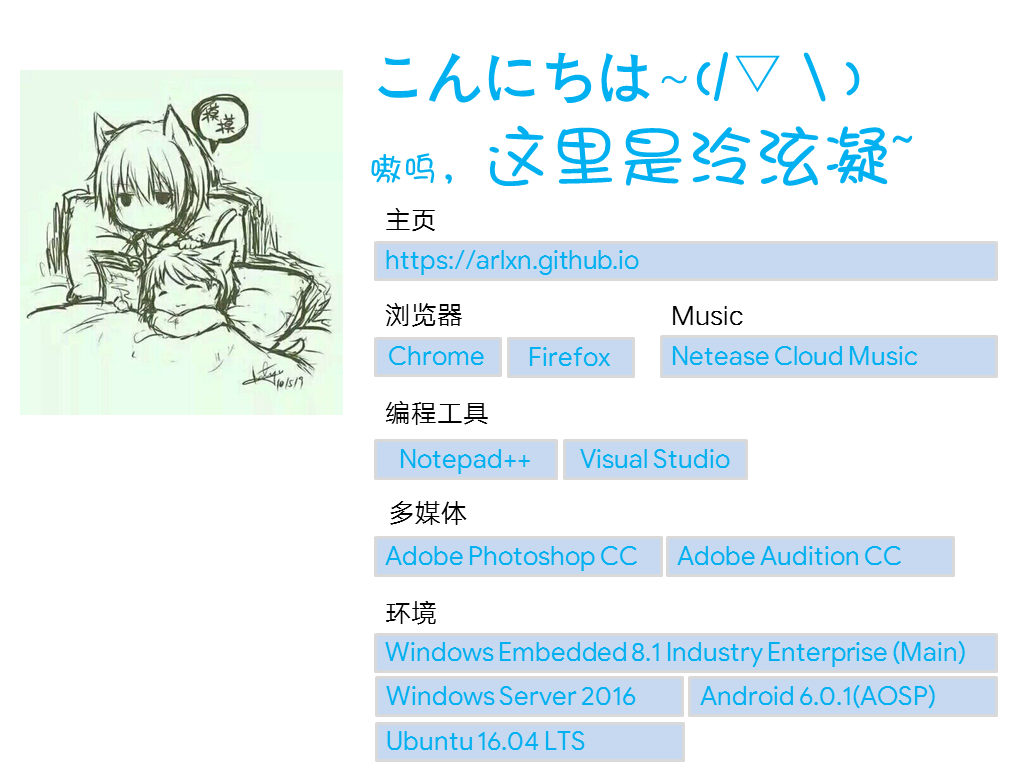 こんにちは~(/▽＼)
嗷呜，这里是泠泫凝~
摸摸
主页
https://arlxn.github.io
浏览器 Music
Chrome Firefox Netease Cloud Music
编程工具
Notepad++ Visual Studio
多媒体
Adobe Photoshop CC Adobe Audition CC
环境
Windows Embedded 8.1 Industry Enterprise (Main)
Windows Server 2016 Android 6.0.1(AOSP)
Ubuntu 16.04 LTS